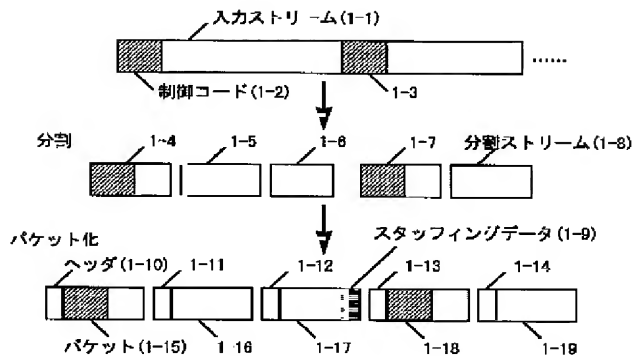 入力ストリーム(1-1)
……
制御コード(1-2)
1-3
分割
1-4
1-5
1-6
1-7
分割ストリーム(1-8)
パケット化
スタッフィングデータ(1-9)
ヘッダ(1-10)
1-11
1-12
1-13
1-14
パケット(1-15)
1-16
1-17
1-18
1-19